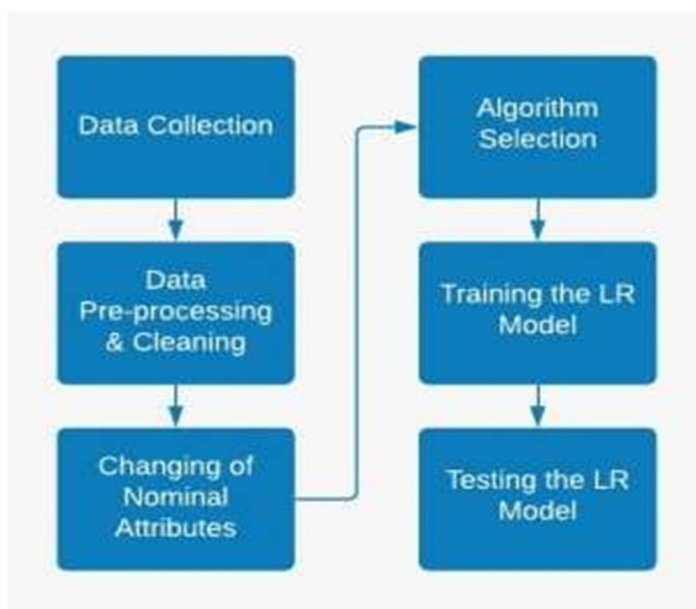 Data Collection
Data
Pre-processing
& Cleaning
Changing of
Nominal
Attributes
Algorithm
Selection
Training the LR
Model
Testing the LR
Model